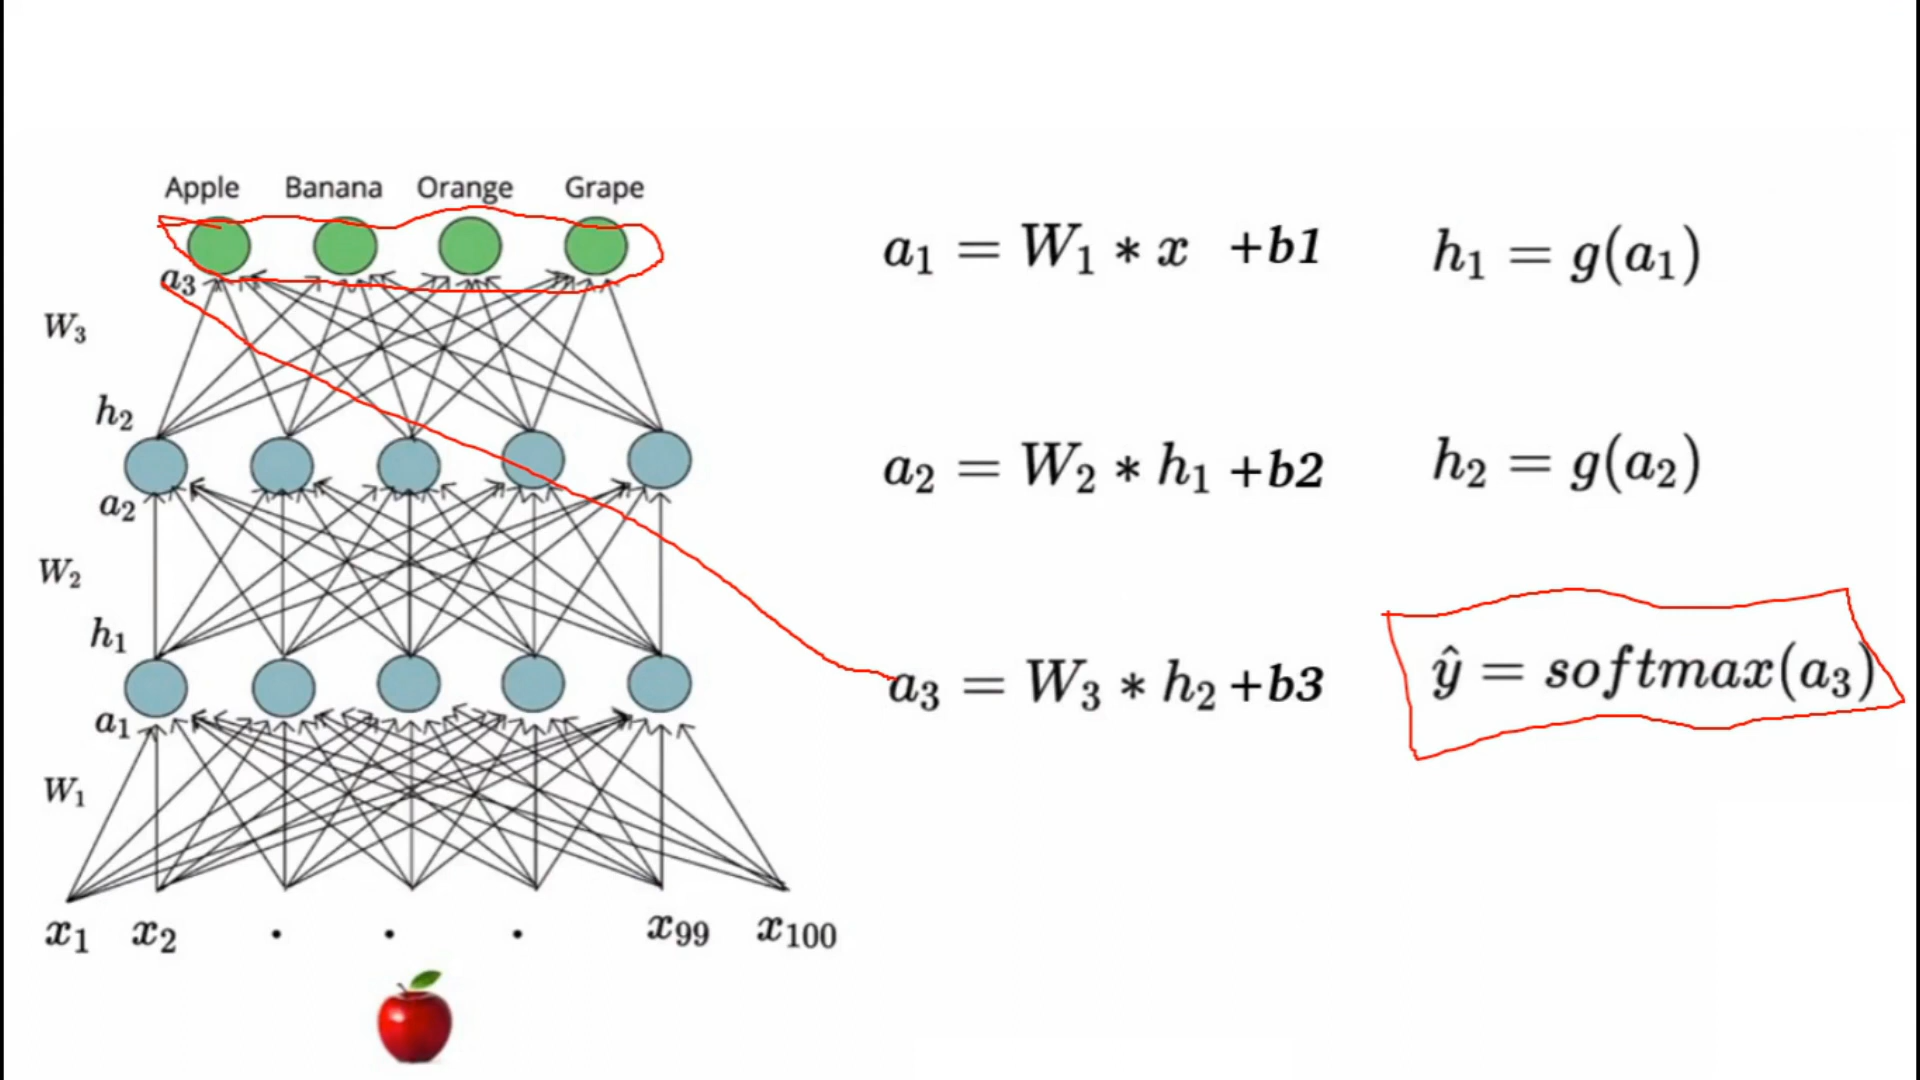 Apple Banana Orange Grape
a₃
W₃
h₂
a₂
W₂
h₁
a₁
W₁
x₁ x₂ . . . x₉₉ x₁₀₀
a₁ = W₁ * x +b1
h₁ = g(a₁)
a₂ = W₂ * h₁ +b2
h₂ = g(a₂)
a₃ = W₃ * h₂ +b3
ŷ = softmax(a₃)